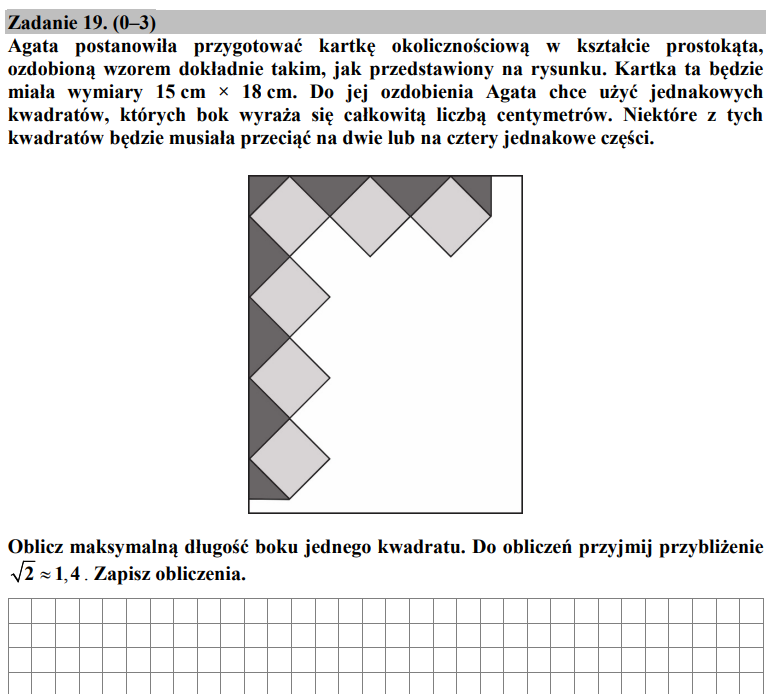 Zadanie 19. (0–3)
Agata postanowiła przygotować kartkę okolicznościową w kształcie prostokąta,
ozdobioną wzorem dokładnie takim, jak przedstawiony na rysunku. Kartka ta będzie
miała wymiary 15 cm × 18 cm. Do jej ozdobienia Agata chce użyć jednakowych
kwadratów, których bok wyraża się całkowitą liczbą centymetrów. Niektóre z tych
kwadratów będzie musiała przeciąć na dwie lub na cztery jednakowe części.
Oblicz maksymalną długość boku jednego kwadratu. Do obliczeń przyjmij przybliżenie
√2 ≈ 1,4 . Zapisz obliczenia.